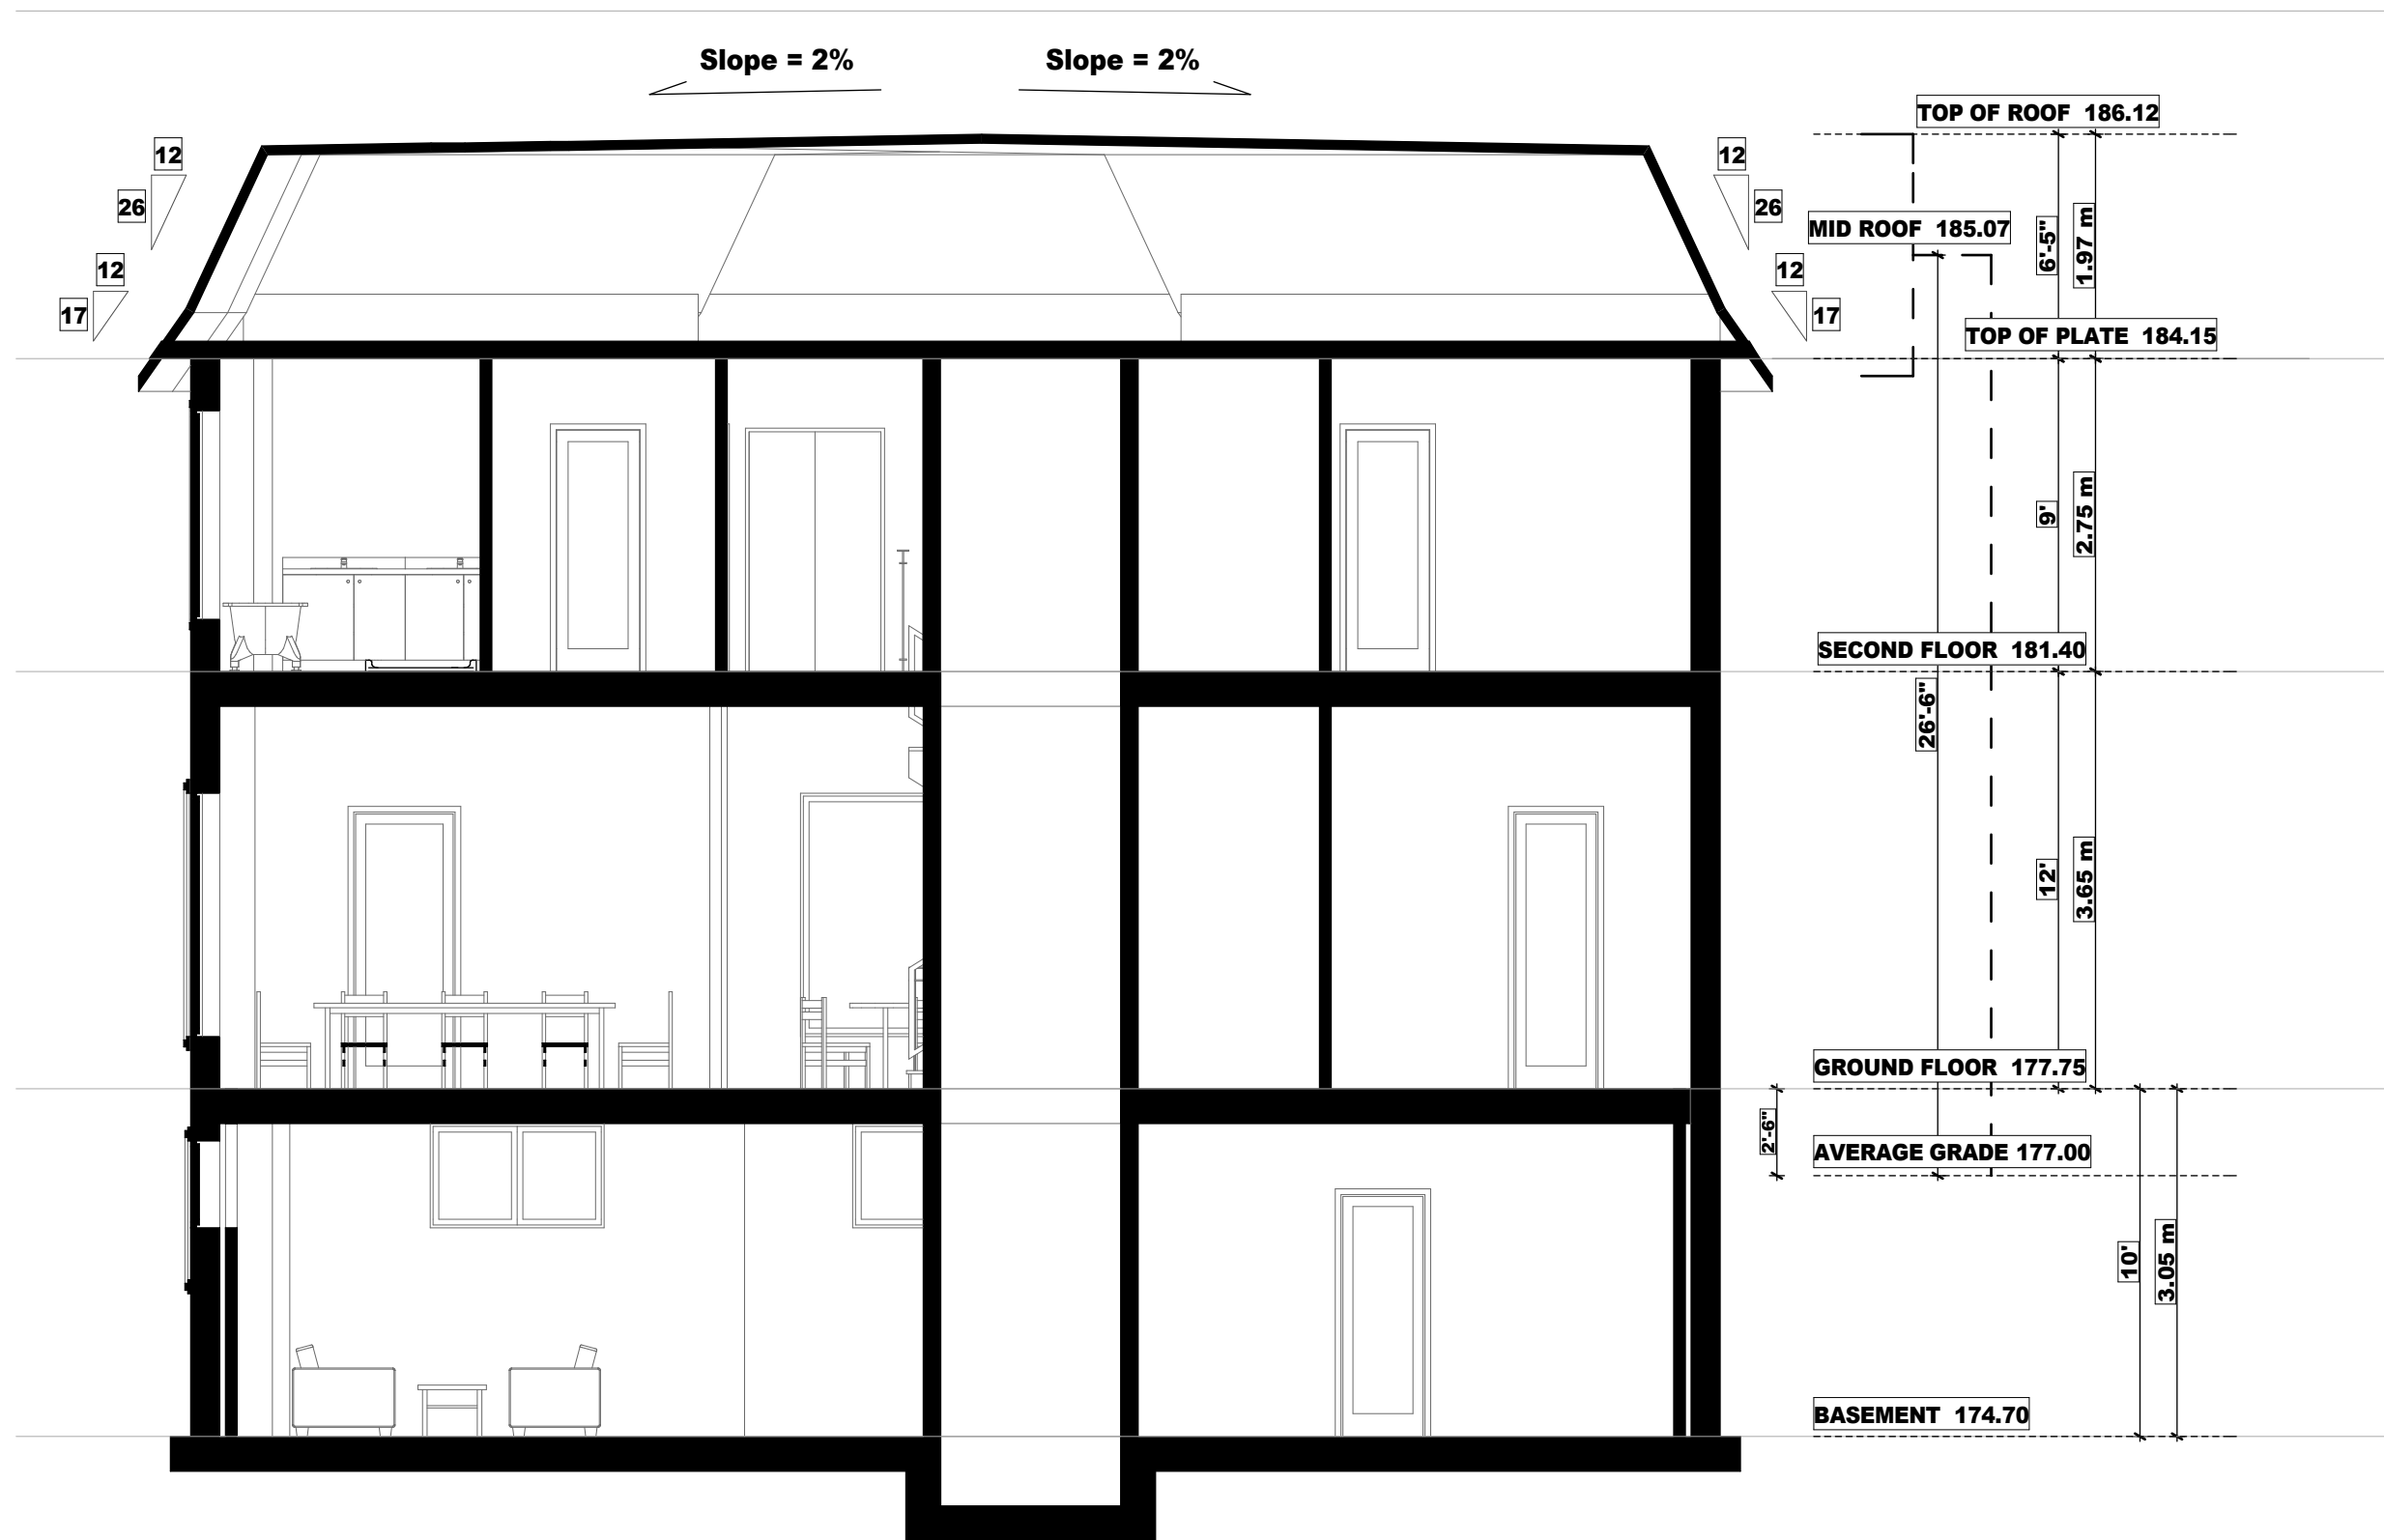 Slope = 2%
Slope = 2%
TOP OF ROOF 186.12
12
12
26
26
MID ROOF 185.07
6'-5"
1.97 m
12
12
17
17
TOP OF PLATE 184.15
9'
2.75 m
SECOND FLOOR 181.40
26'-6"
12'
3.65 m
GROUND FLOOR 177.75
2'-6"
AVERAGE GRADE 177.00
10'
3.05 m
BASEMENT 174.70